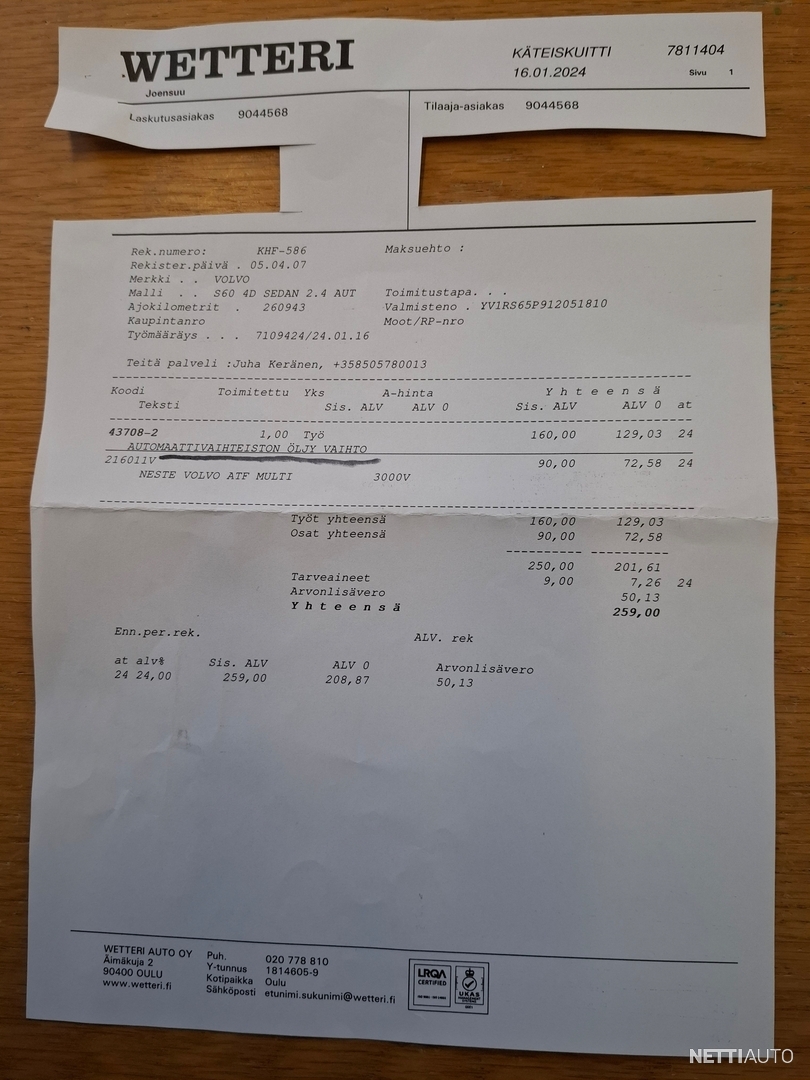 WETTERI
Joensuu
KÄTEISKUITTI 7811404
16.01.2024 Sivu 1
Laskutusasiakas 9044568
Tilaaja-asiakas 9044568
Rek.numero: KHF-586 Maksuehto :
Rekister.päivä . 05.04.07
Merkki . . VOLVO
Malli . . S60 4D SEDAN 2.4 AUT Toimitustapa. . .
Ajokilometrit . 260943 Valmisteno . YV1RS65P912051810
Kaupintanro Moot/RP-nro
Työmääräys . . . 7109424/24.01.16
Teitä palveli :Juha Keränen, +358505780013
Koodi Toimitettu Yks A-hinta Y h t e e n s ä
Teksti Sis. ALV ALV 0 Sis. ALV ALV 0 at
43708-2 1,00 Työ 160,00 129,03 24
AUTOMAATTIVAIHTEISTON ÖLJY VAIHTO
216011V 90,00 72,58 24
NESTE VOLVO ATF MULTI 3000V
Työt yhteensä 160,00 129,03
Osat yhteensä 90,00 72,58
250,00 201,61
Tarveaineet 9,00 7,26 24
Arvonlisävero 50,13
Y h t e e n s ä 259,00
Enn.per.rek. ALV. rek
at alv% Sis. ALV ALV 0 Arvonlisävero
24 24,00 259,00 208,87 50,13
WETTERI AUTO OY Puh. 020 778 810
Äimäkuja 2 Y-tunnus 1814605-9
90400 OULU Kotipaikka Oulu
www.wetteri.fi Sähköposti etunimi.sukunimi@wetteri.fi
LRQA
CERTIFIED
UKAS
NETTIAUTO